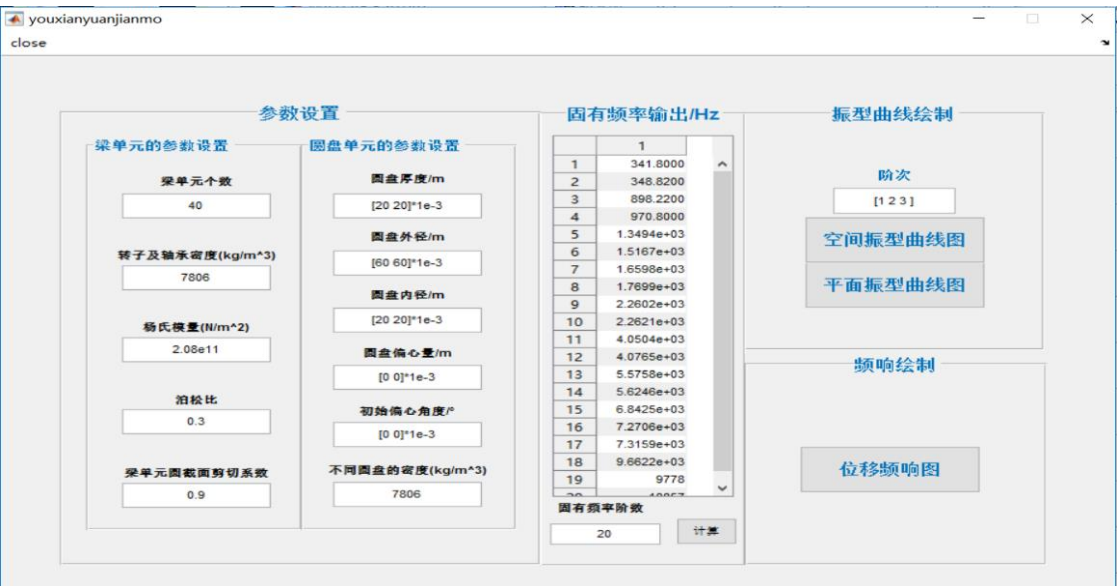 youxianyuanjianmo
close
参数设置
梁单元的参数设置
梁单元个数
40
转子及轴承密度(kg/m^3)
7806
杨氏模量(N/m^2)
2.08e11
泊松比
0.3
梁单元圆截面剪切系数
0.9
圆盘单元的参数设置
圆盘厚度/m
[20 20]*1e-3
圆盘外径/m
[60 60]*1e-3
圆盘内径/m
[20 20]*1e-3
圆盘偏心量/m
[0 0]*1e-3
初始偏心角度/°
[0 0]*1e-3
不同圆盘的密度(kg/m^3)
7806
固有频率输出/Hz
1
1 341.8000
2 348.8200
3 898.2200
4 970.8000
5 1.3494e+03
6 1.5167e+03
7 1.6598e+03
8 1.7699e+03
9 2.2602e+03
10 2.2621e+03
11 4.0504e+03
12 4.0765e+03
13 5.5758e+03
14 5.6246e+03
15 6.8425e+03
16 7.2706e+03
17 7.3159e+03
18 9.6622e+03
19 9778
20
固有频率阶数
20
计算
振型曲线绘制
阶次
[1 2 3 ]
空间振型曲线图
平面振型曲线图
频响绘制
位移频响图